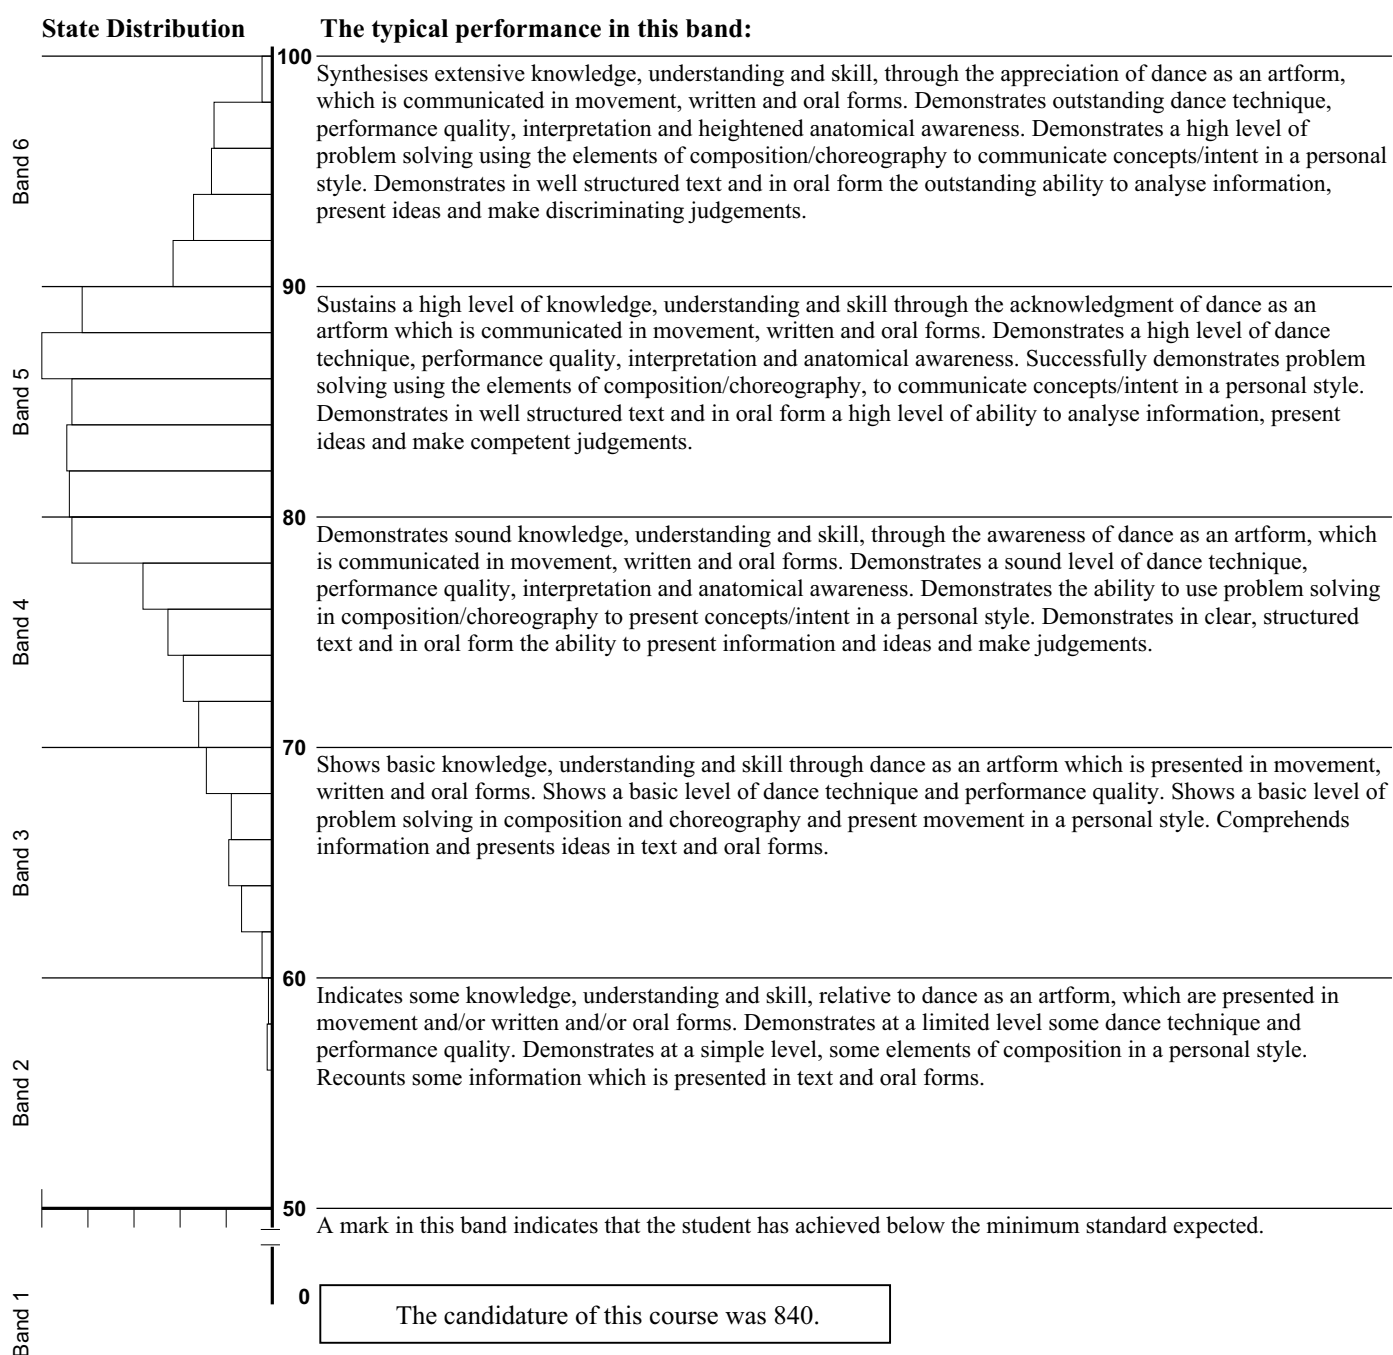 State Distribution
The typical performance in this band:
100
Synthesises extensive knowledge, understanding and skill, through the appreciation of dance as an artform,
which is communicated in movement, written and oral forms. Demonstrates outstanding dance technique,
performance quality, interpretation and heightened anatomical awareness. Demonstrates a high level of
problem solving using the elements of composition/choreography to communicate concepts/intent in a personal
style. Demonstrates in well structured text and in oral form the outstanding ability to analyse information,
present ideas and make discriminating judgements.
Band 6
90
Sustains a high level of knowledge, understanding and skill through the acknowledgment of dance as an
artform which is communicated in movement, written and oral forms. Demonstrates a high level of dance
technique, performance quality, interpretation and anatomical awareness. Successfully demonstrates problem
solving using the elements of composition/choreography, to communicate concepts/intent in a personal style.
Demonstrates in well structured text and in oral form a high level of ability to analyse information, present
ideas and make competent judgements.
Band 5
80
Demonstrates sound knowledge, understanding and skill, through the awareness of dance as an artform, which
is communicated in movement, written and oral forms. Demonstrates a sound level of dance technique,
performance quality, interpretation and anatomical awareness. Demonstrates the ability to use problem solving
in composition/choreography to present concepts/intent in a personal style. Demonstrates in clear, structured
text and in oral form the ability to present information and ideas and make judgements.
Band 4
70
Shows basic knowledge, understanding and skill through dance as an artform which is presented in movement,
written and oral forms. Shows a basic level of dance technique and performance quality. Shows a basic level of
problem solving in composition and choreography and present movement in a personal style. Comprehends
information and presents ideas in text and oral forms.
Band 3
60
Indicates some knowledge, understanding and skill, relative to dance as an artform, which are presented in
movement and/or written and/or oral forms. Demonstrates at a limited level some dance technique and
performance quality. Demonstrates at a simple level, some elements of composition in a personal style.
Recounts some information which is presented in text and oral forms.
Band 2
50
A mark in this band indicates that the student has achieved below the minimum standard expected.
0
Band 1
The candidature of this course was 840.